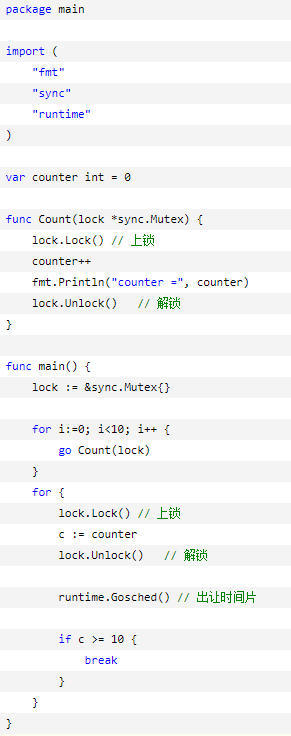 package main
import (
"fmt"
"sync"
"runtime"
)
var counter int = 0
func Count(lock *sync.Mutex) {
lock.Lock() // 上锁
counter++
fmt.Println("counter =", counter)
lock.Unlock()   // 解锁
}
func main() {
lock := &sync.Mutex{}
for i:=0; i<10; i++ {
go Count(lock)
}
for {
lock.Lock() // 上锁
c := counter
lock.Unlock()   // 解锁
runtime.Gosched() // 出让时间片
if c >= 10 {
break
}
}
}